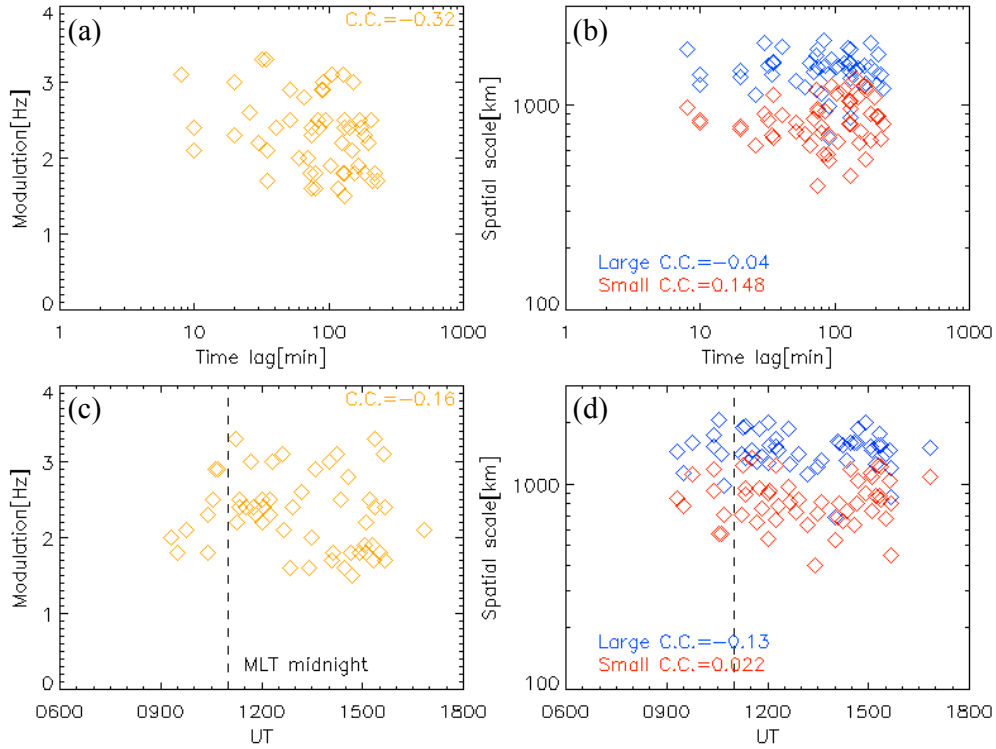 (a)
C.C.=−0.32
4
3
2
1
0
Modulation[Hz]
1
10
100
1000
Time lag[min]
(b)
1000
100
Spatial scale[km]
Large C.C.=−0.04
Small C.C.=0.148
1
10
100
1000
Time lag[min]
(c)
C.C.=−0.16
4
3
2
1
0
Modulation[Hz]
MLT midnight
0600
0900
1200
1500
1800
UT
(d)
1000
100
Spatial scale[km]
Large C.C.=−0.13
Small C.C.=0.022
0600
0900
1200
1500
1800
UT